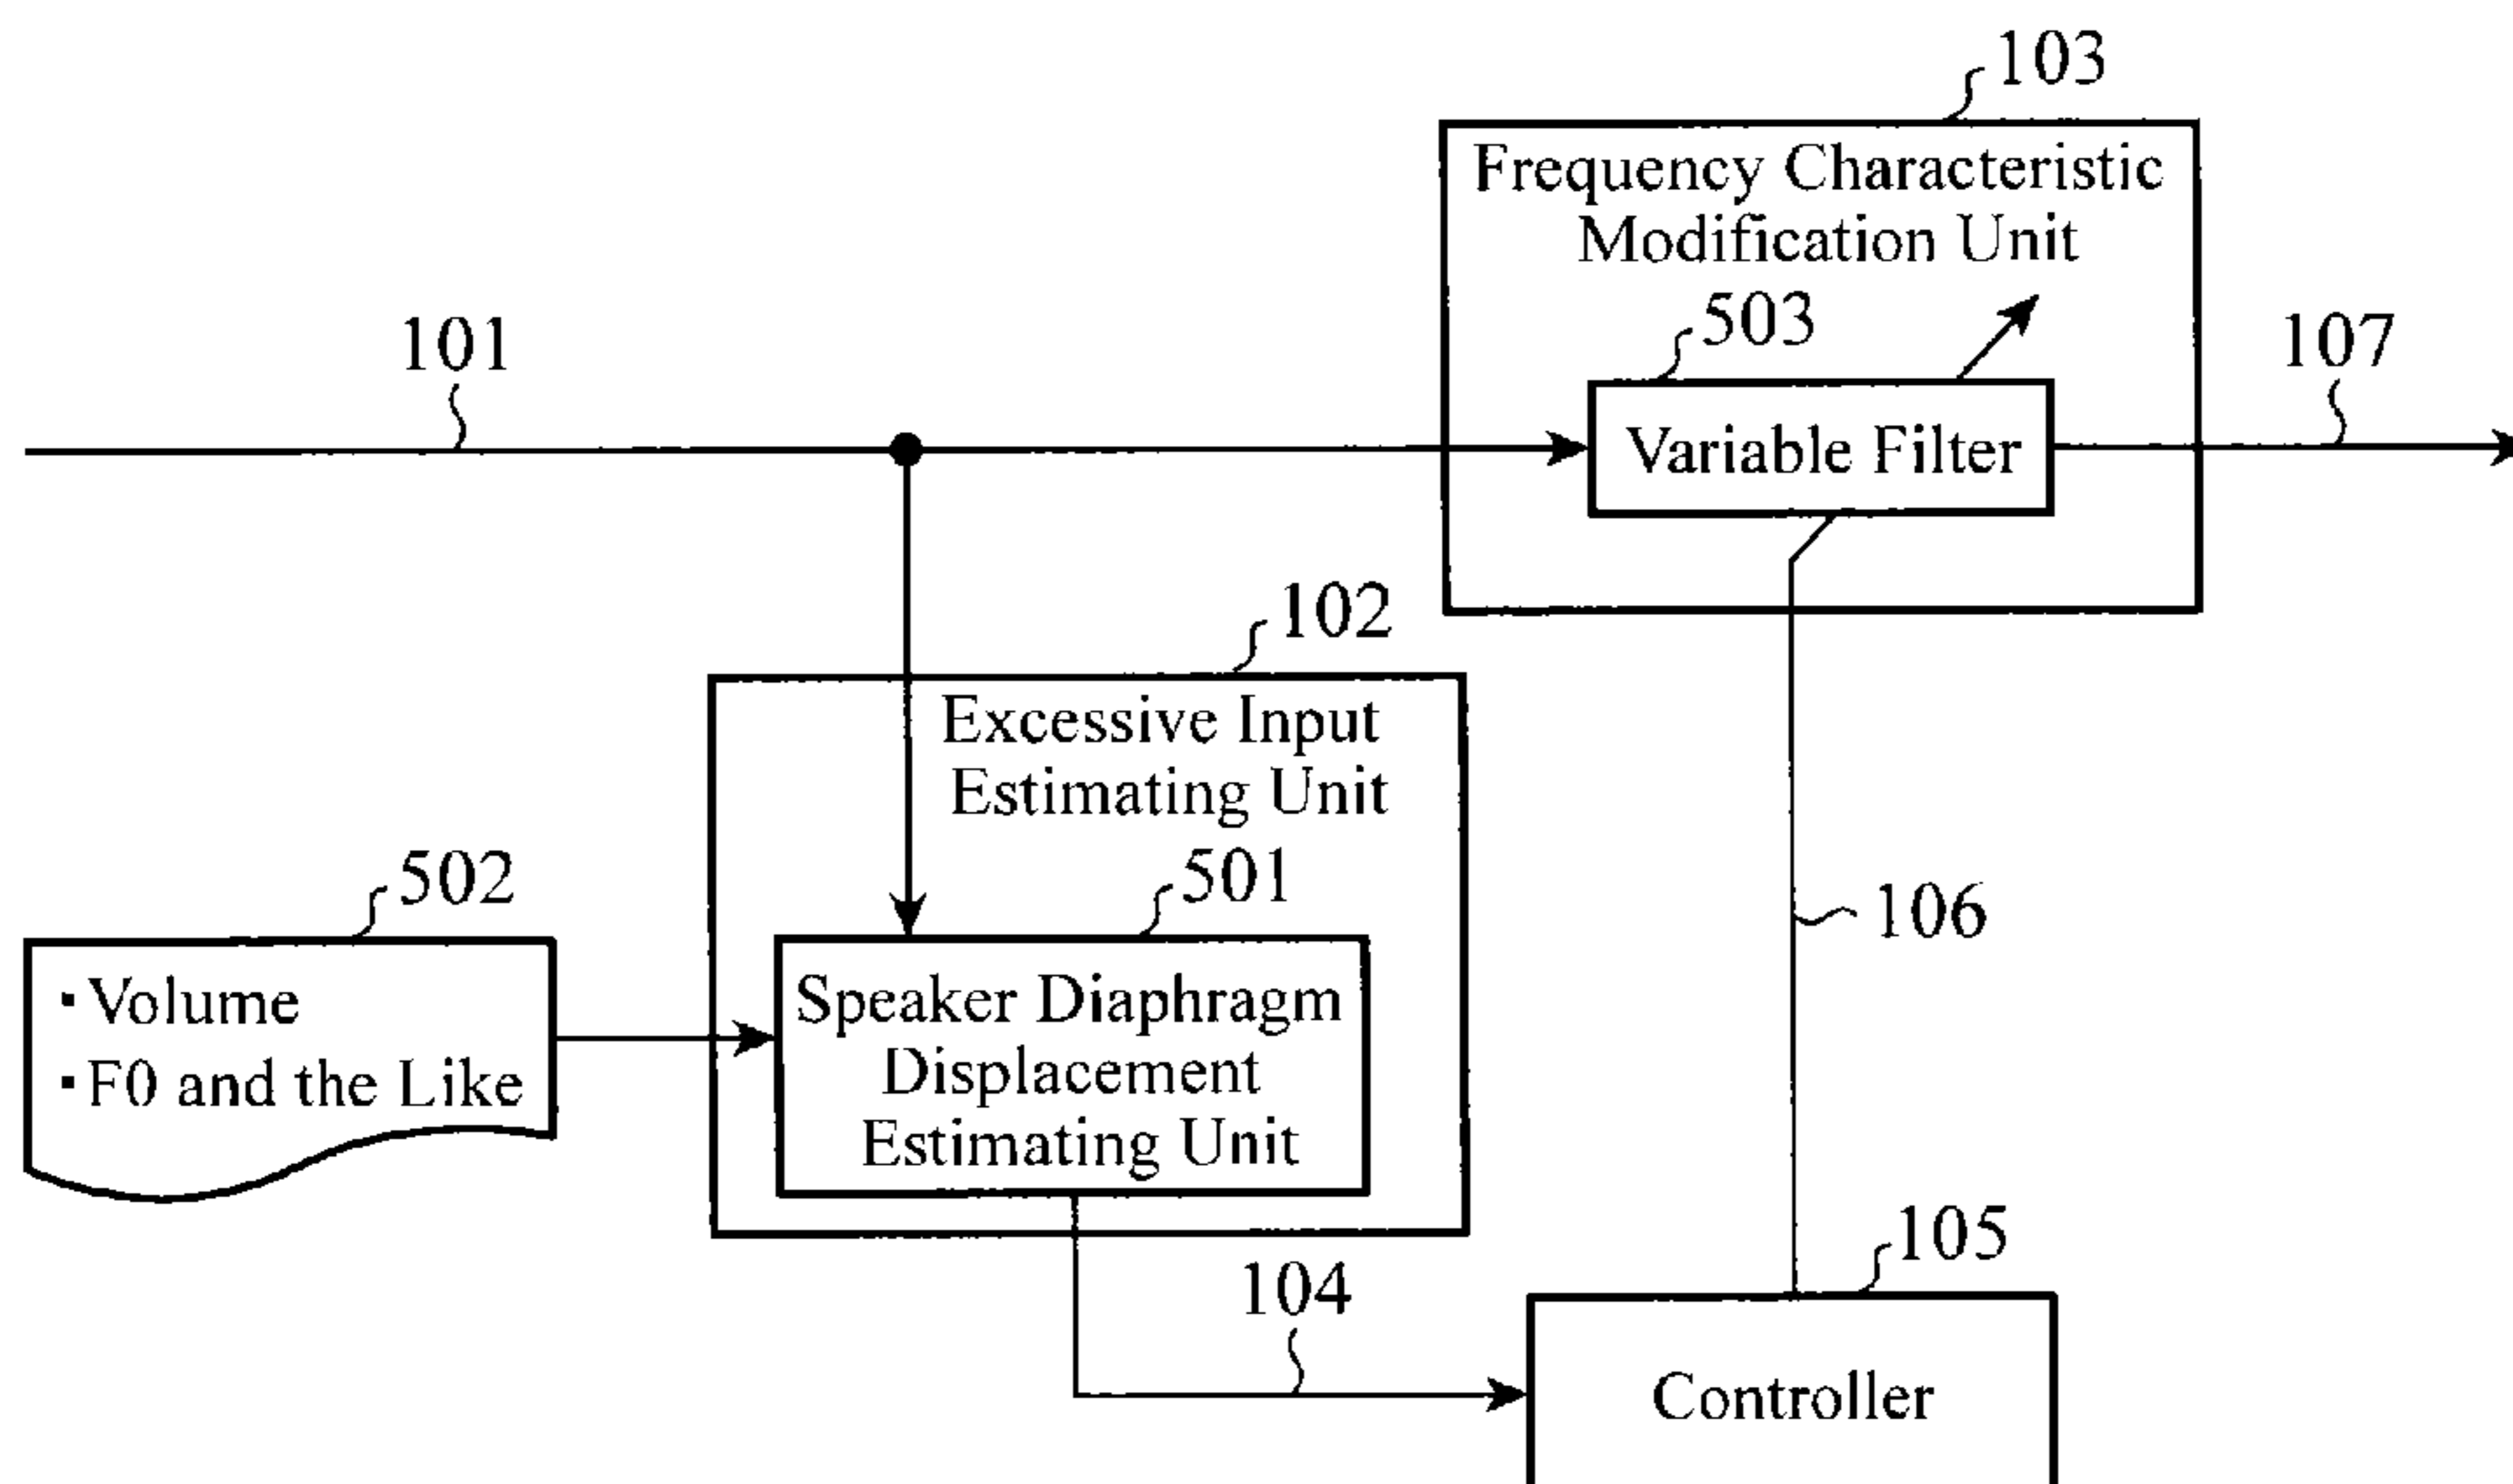 103
Frequency Characteristic
Modification Unit
503
101
107
Variable Filter
102
Excessive Input
Estimating Unit
502
501
106
▪Volume
▪F0 and the Like
Speaker Diaphragm
Displacement
Estimating Unit
105
104
Controller